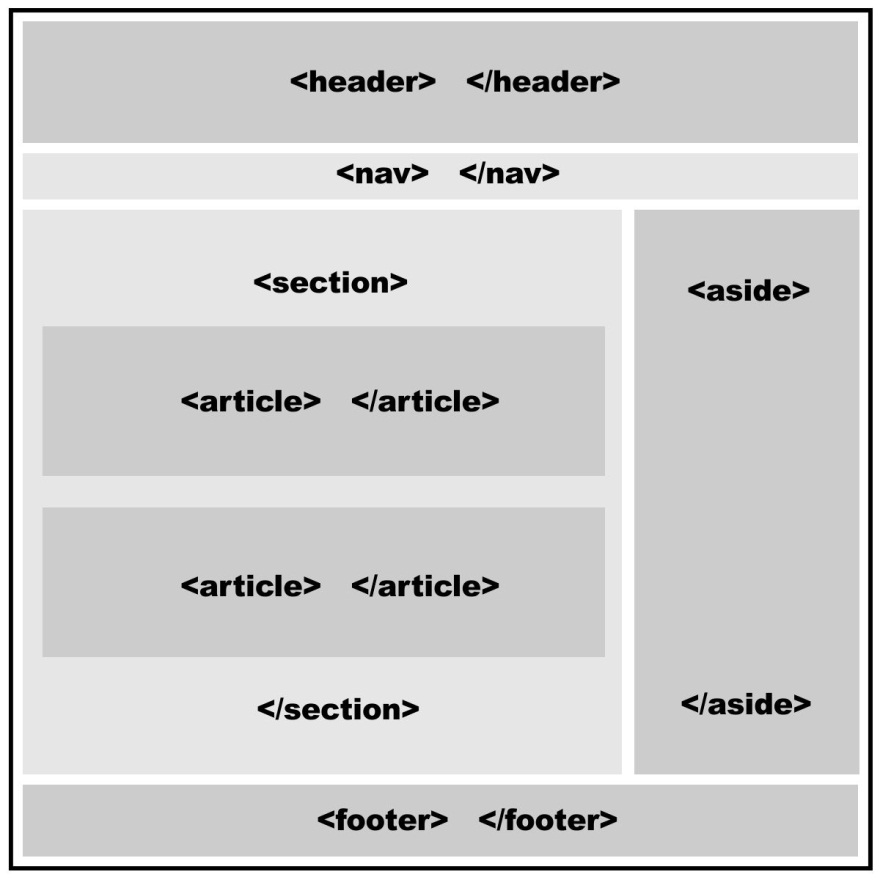 <header> </header>
<nav> </nav>
<section>
<article> </article>
<article> </article>
</section>
<aside>
</aside>
<footer> </footer>